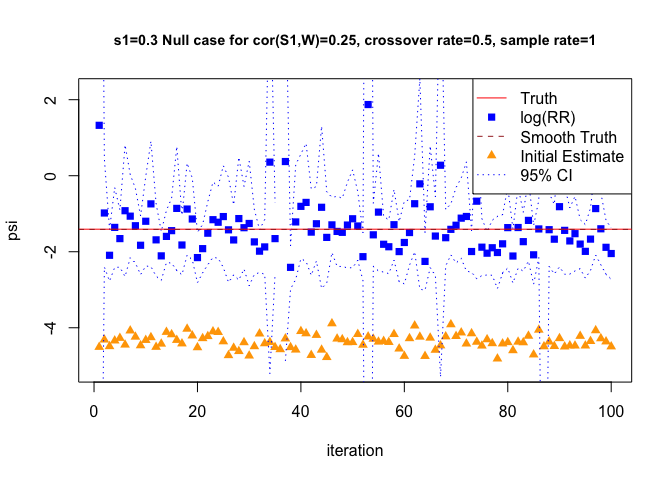 s1=0.3 Null case for cor(S1,W)=0.25, crossover rate=0.5, sample rate=1
Truth
log(RR)
Smooth Truth
Initial Estimate
95% CI
2
0
-2
-4
psi
0
20
40
60
80
100
iteration